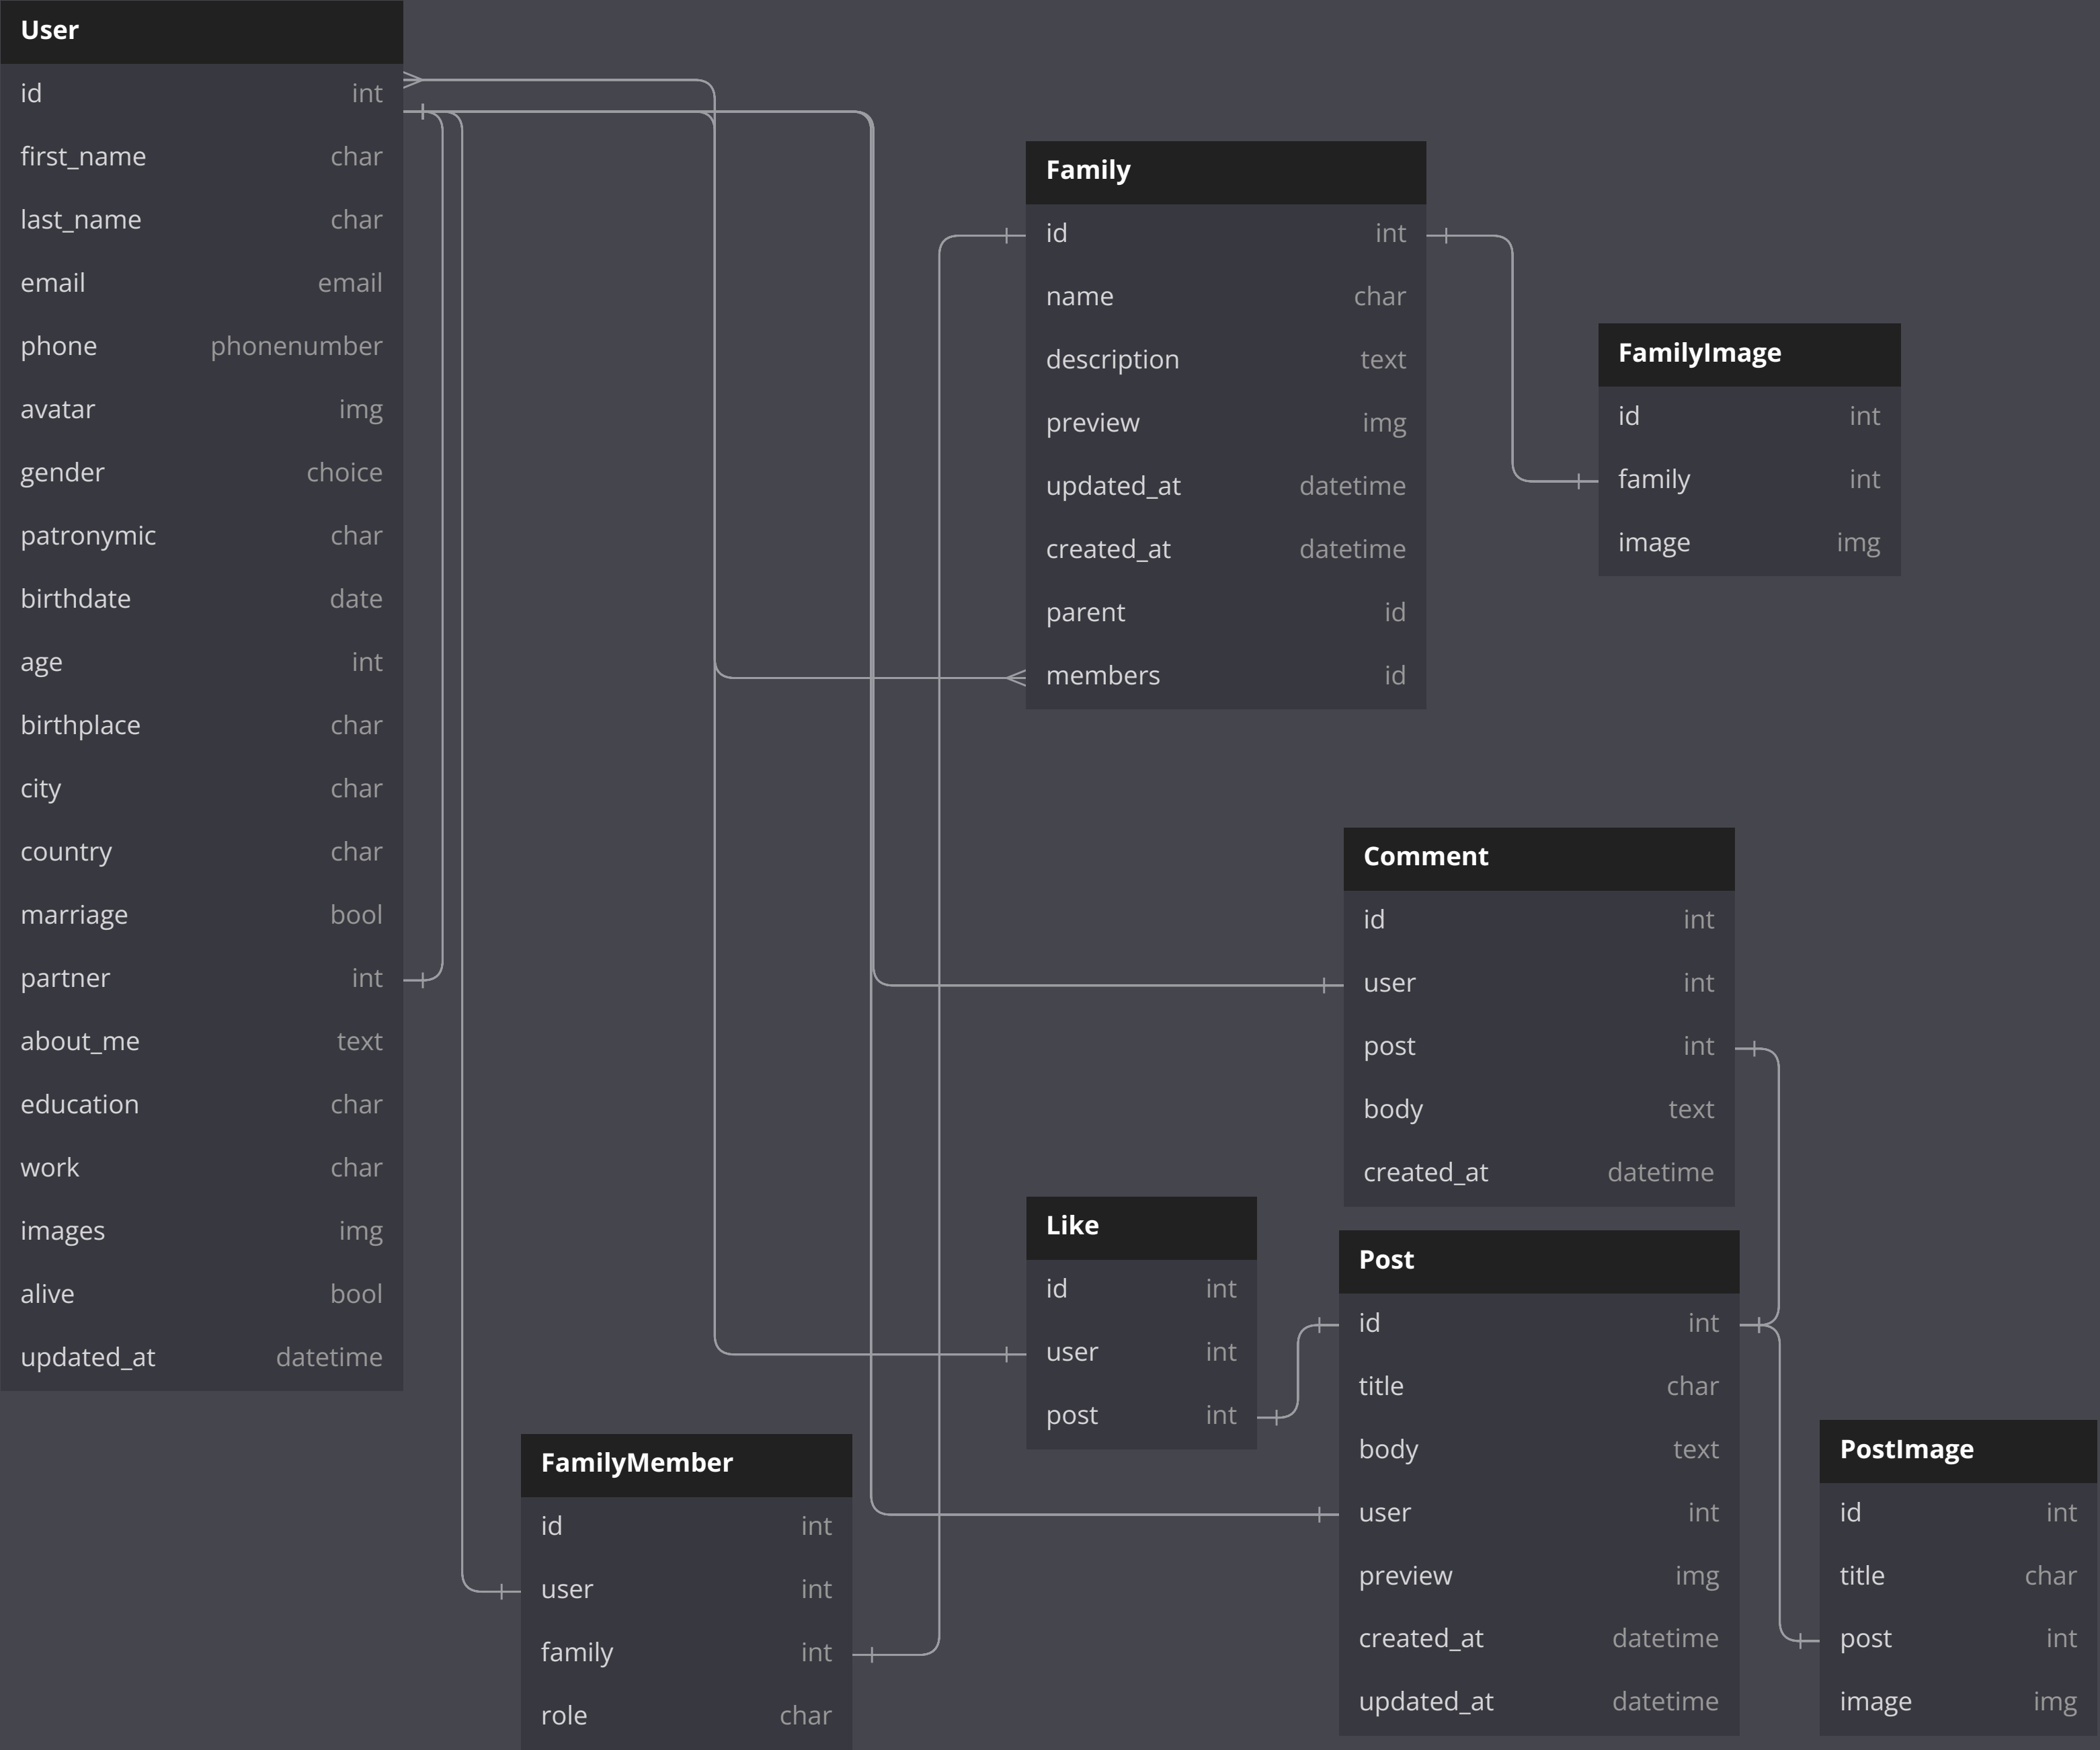 User
id int
first_name char
last_name char
email email
phone phonenumber
avatar img
gender choice
patronymic char
birthdate date
age int
birthplace char
city char
country char
marriage bool
partner int
about_me text
education char
work char
images img
alive bool
updated_at datetime
Family
id int
name char
description text
preview img
updated_at datetime
created_at datetime
parent id
members id
FamilyImage
id int
family int
image img
Comment
id int
user int
post int
body text
created_at datetime
Like
id int
user int
post int
Post
id int
title char
body text
user int
preview img
created_at datetime
updated_at datetime
FamilyMember
id int
user int
family int
role char
PostImage
id int
title char
post int
image img